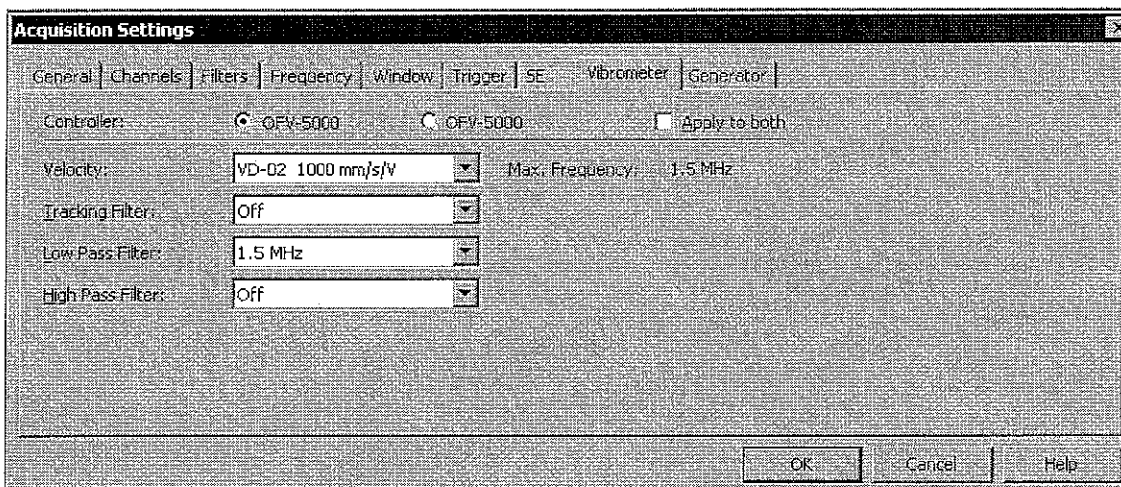 Acquisition Settings
General Channels Filters Frequency Window Trigger SE Vibrometer Generator
Controller: OFV-5000 OFV-5000 Apply to both
Velocity: VD-02 1000 mm/s/V Max. Frequency: 1.5 MHz
Tracking Filter: Off
Low Pass Filter: 1.5 MHz
High Pass Filter: Off
OK Cancel Help